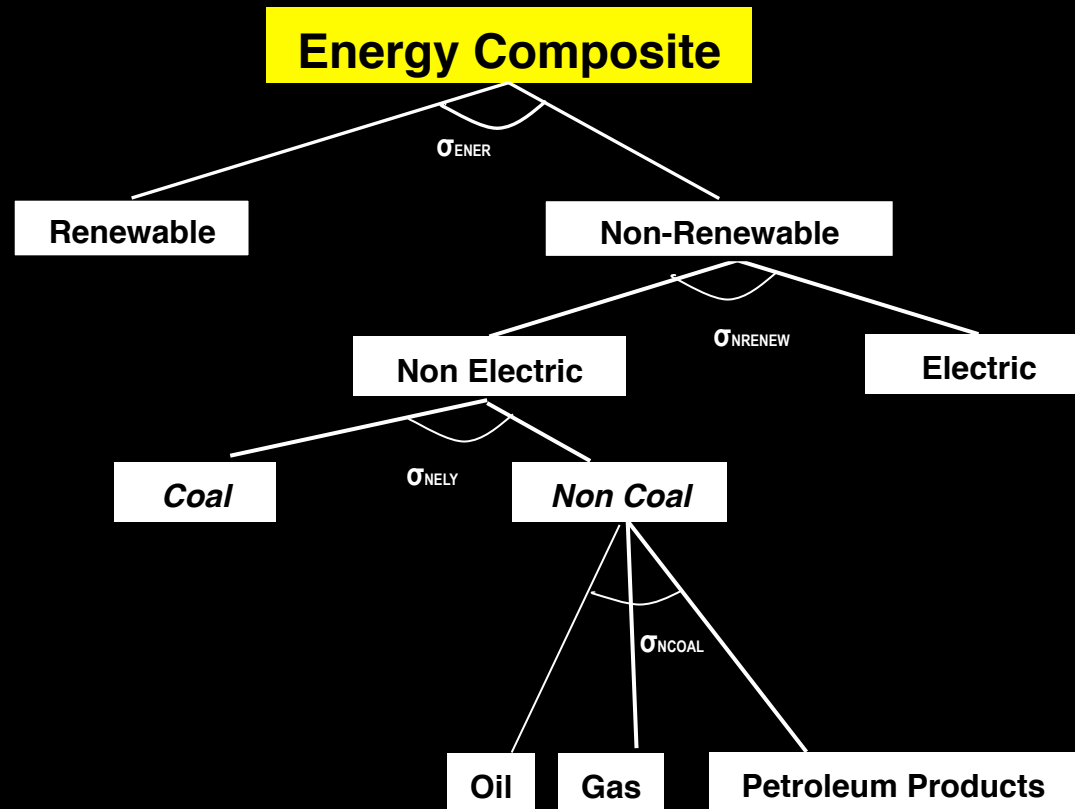 Energy Composite
σENER
Renewable
Non-Renewable
σNRENEW
Non Electric
Electric
σNELY
Coal
Non Coal
σNCOAL
Oil
Gas
Petroleum Products